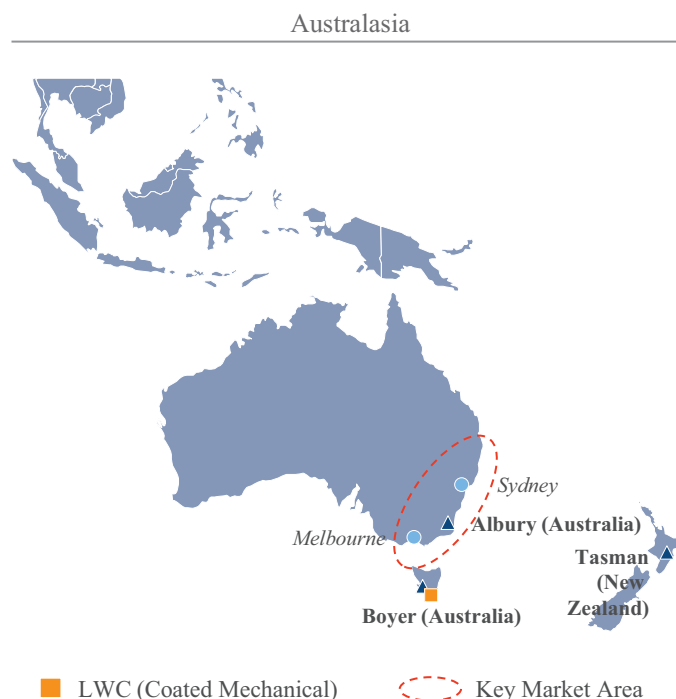 Australasia
Sydney
Albury (Australia)
Melbourne
Tasman
(New
Zealand)
Boyer (Australia)
LWC (Coated Mechanical)
Key Market Area